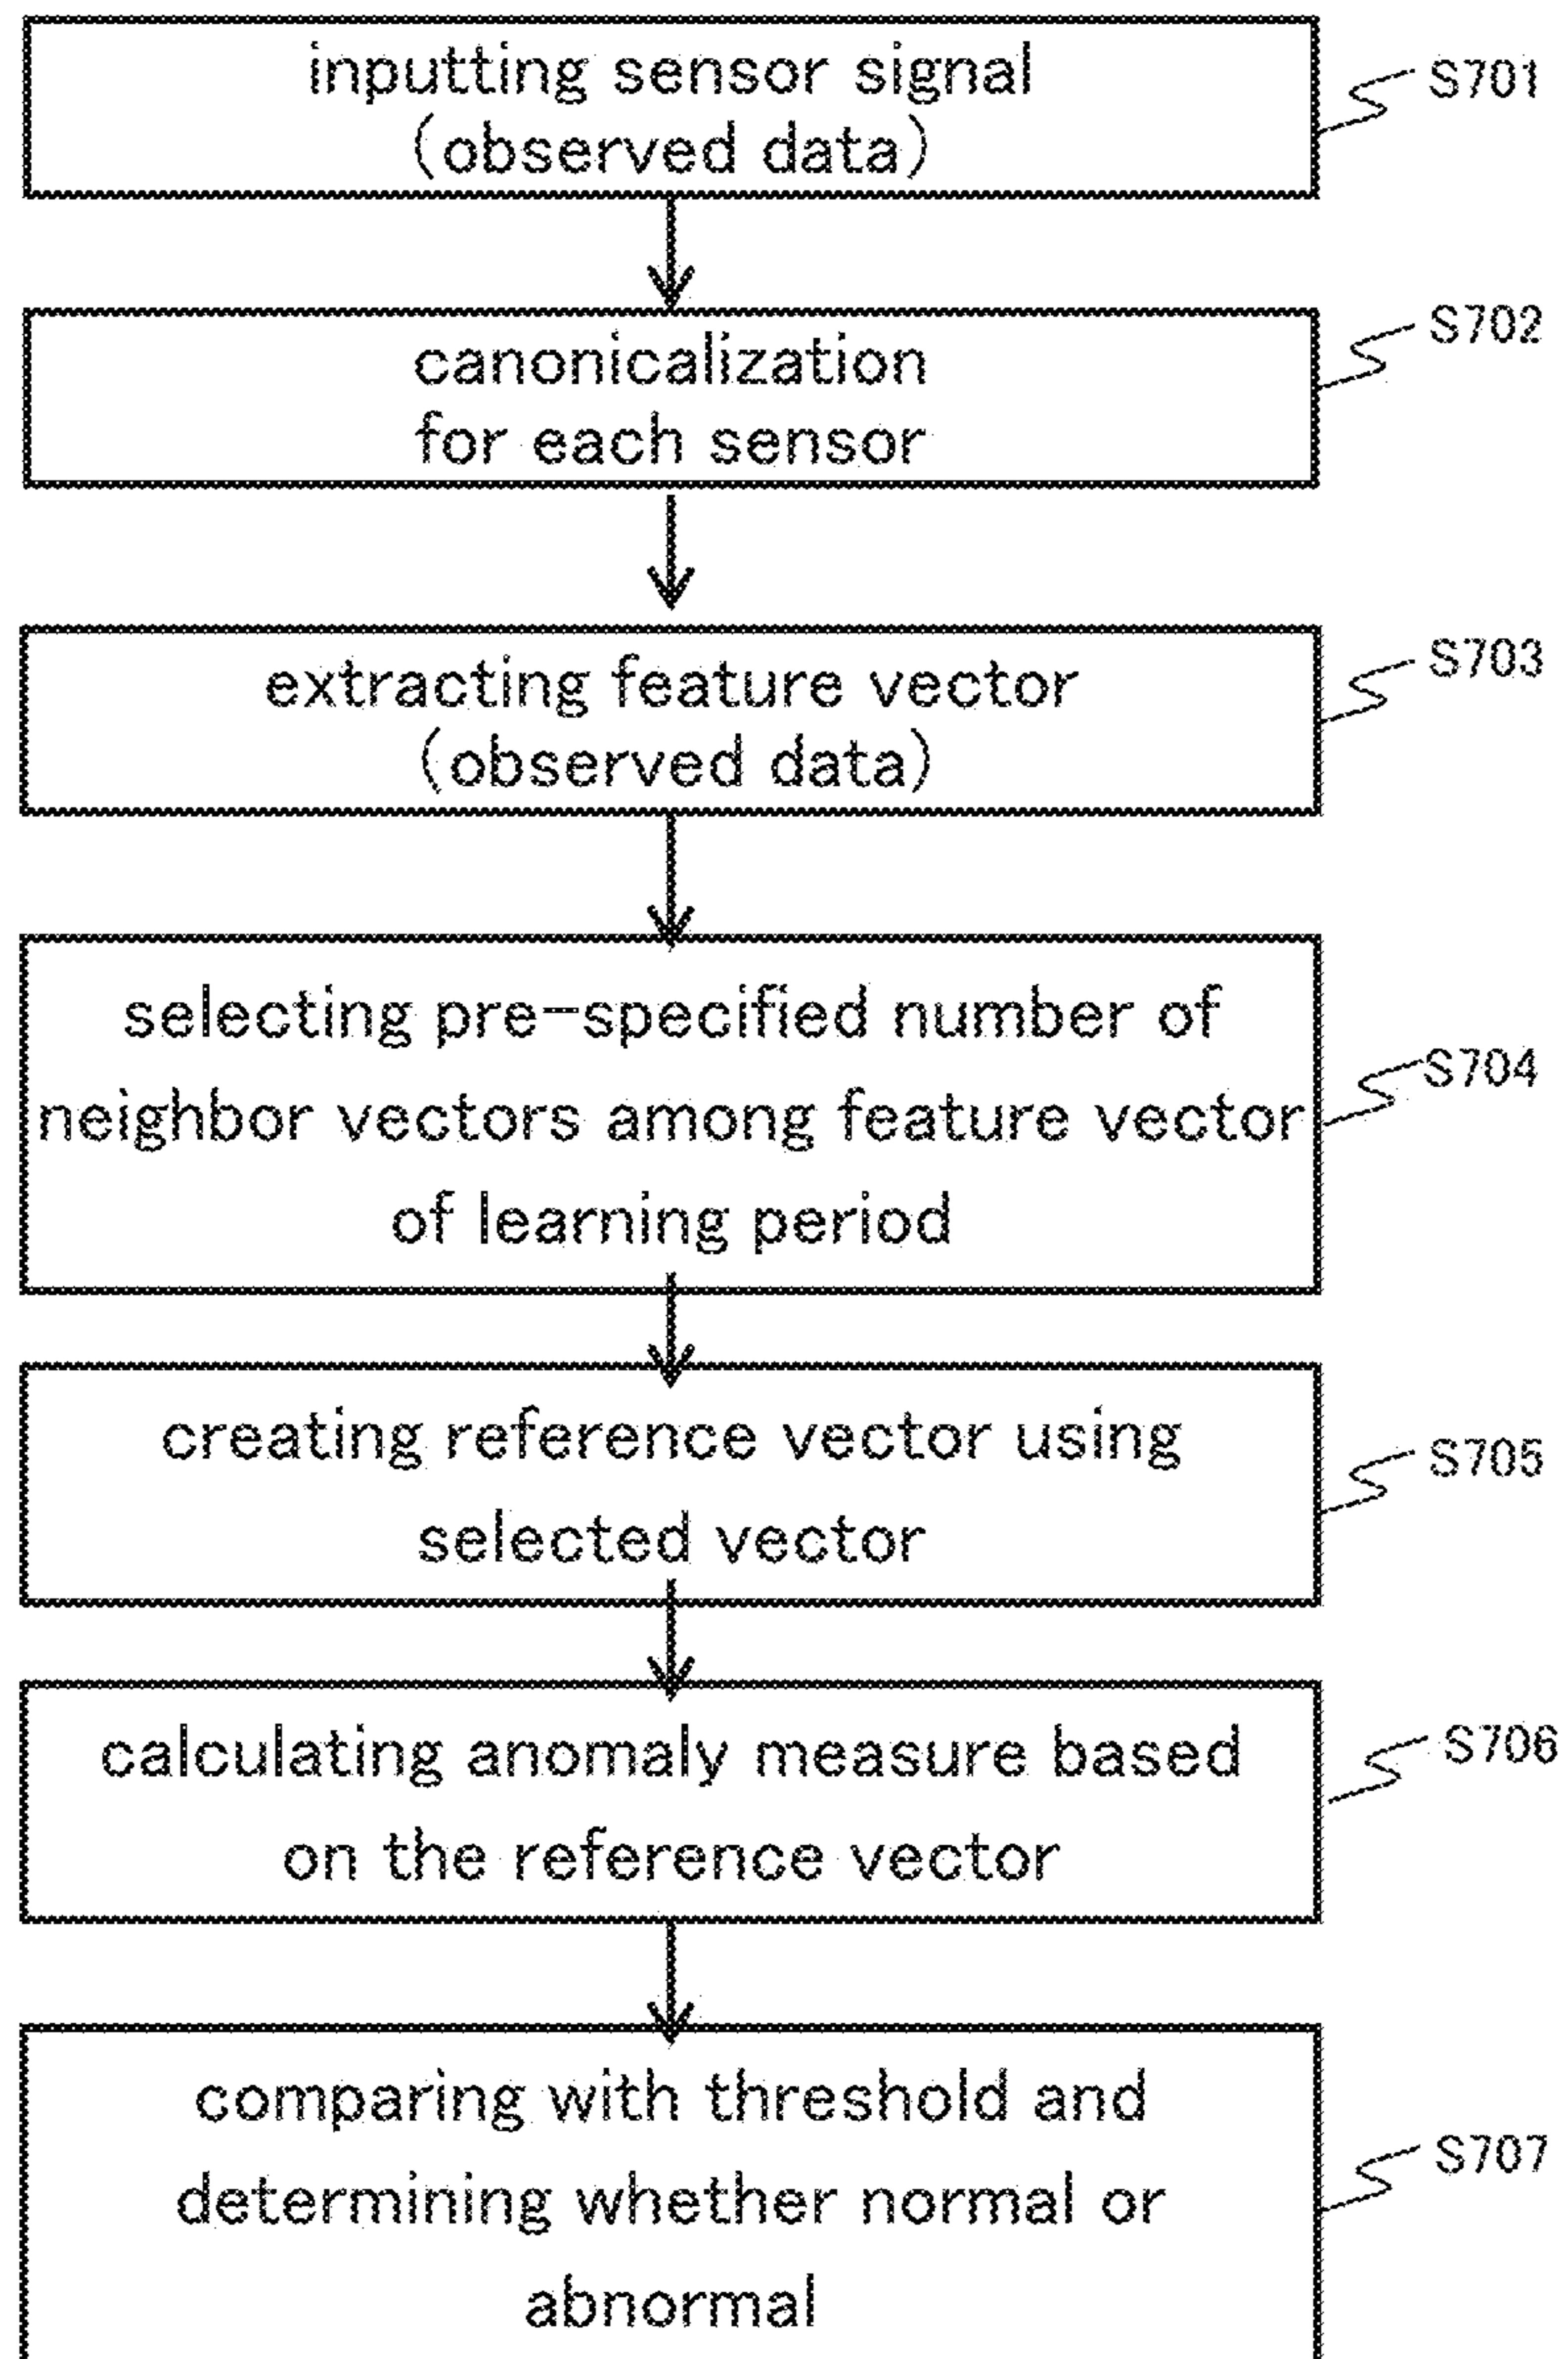 inputting sensor signal
(observed data)
S701
canonicalization
for each sensor
S702
extracting feature vector
(observed data)
S703
selecting pre-specified number of
neighbor vectors among feature vector
of learning period
S704
creating reference vector using
selected vector
S705
calculating anomaly measure based
on the reference vector
S706
comparing with threshold and
determining whether normal or
abnormal
S707